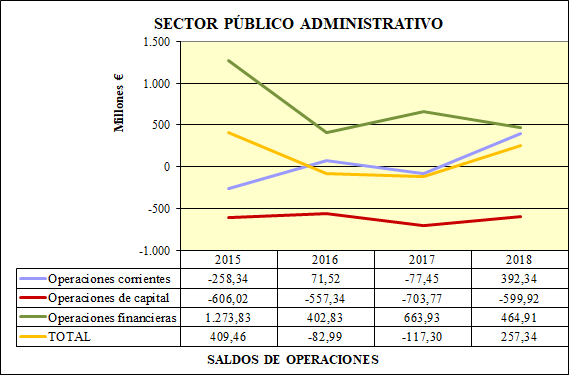 SECTOR PÚBLICO ADMINISTRATIVO
Millones €
1.500
1.000
500
0
-500
-1.000
2015 2016 2017 2018
Operaciones corrientes -258,34 71,52 -77,45 392,34
Operaciones de capital -606,02 -557,34 -703,77 -599,92
Operaciones financieras 1.273,83 402,83 663,93 464,91
TOTAL 409,46 -82,99 -117,30 257,34
SALDOS DE OPERACIONES